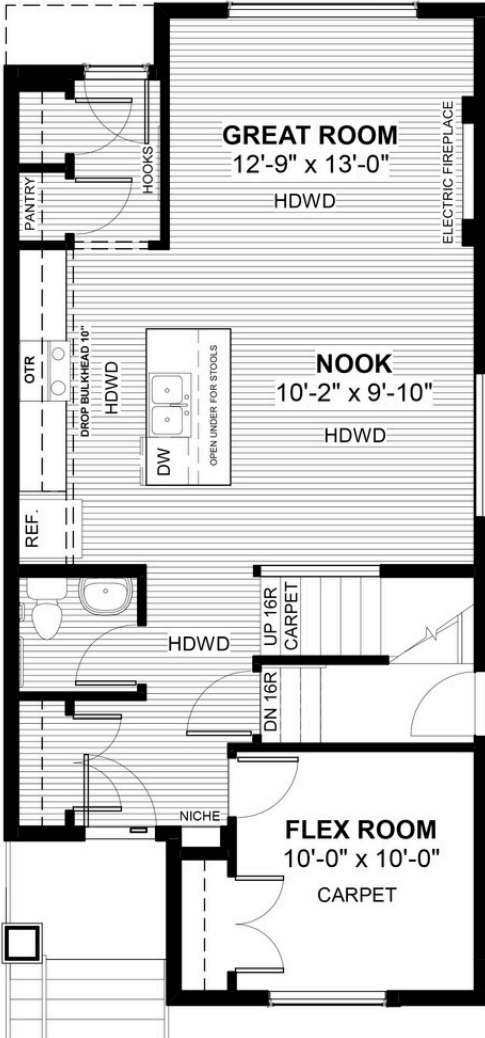 GREAT ROOM
12'-9" x 13'-0"
HDWD
ELECTRIC FIREPLACE
HOOKS
PANTRY
OTR
DROP BULKHEAD 10"
HDWD
NOOK
10'-2" x 9'-10"
HDWD
OPEN UNDER FOR STOOLS
DW
REF.
HDWD
UP 16R
CARPET
DN 16R
NICHE
FLEX ROOM
10'-0" x 10'-0"
CARPET